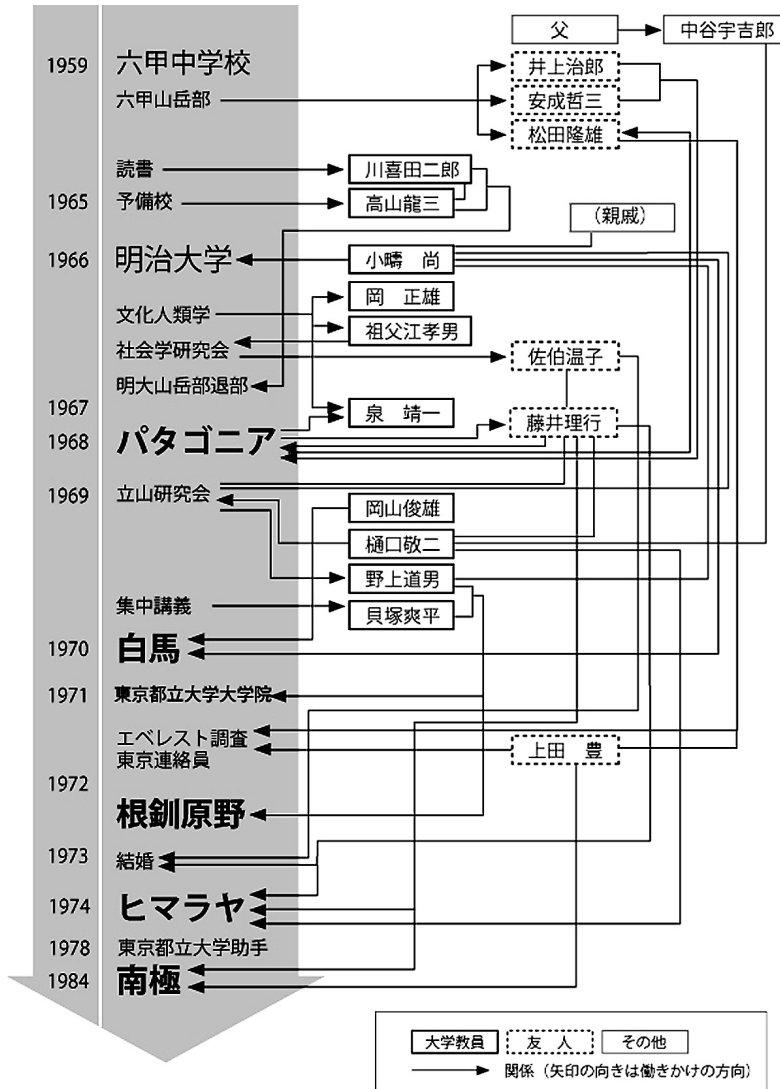 父
中谷宇吉郎
1959
六甲中学校
井上治郎
六甲山岳部
安成哲三
松田隆雄
読書
川喜田二郎
1965
予備校
高山龍三
（親戚）
1966
明治大学
小疇　尚
岡　正雄
文化人類学
祖父江孝男
社会学研究会
佐伯温子
明大山岳部退部
1967
泉　靖一
藤井理行
1968
パタゴニア
1969
立山研究会
岡山俊雄
樋口敬二
野上道男
集中講義
貝塚爽平
1970
白馬
1971
東京都立大学大学院
エベレスト調査
東京連絡員
上田　豊
1972
根釧原野
1973
結婚
1974
ヒマラヤ
1978
東京都立大学助手
1984
南極
大学教員
友　人
その他
関係（矢印の向きは働きかけの方向）